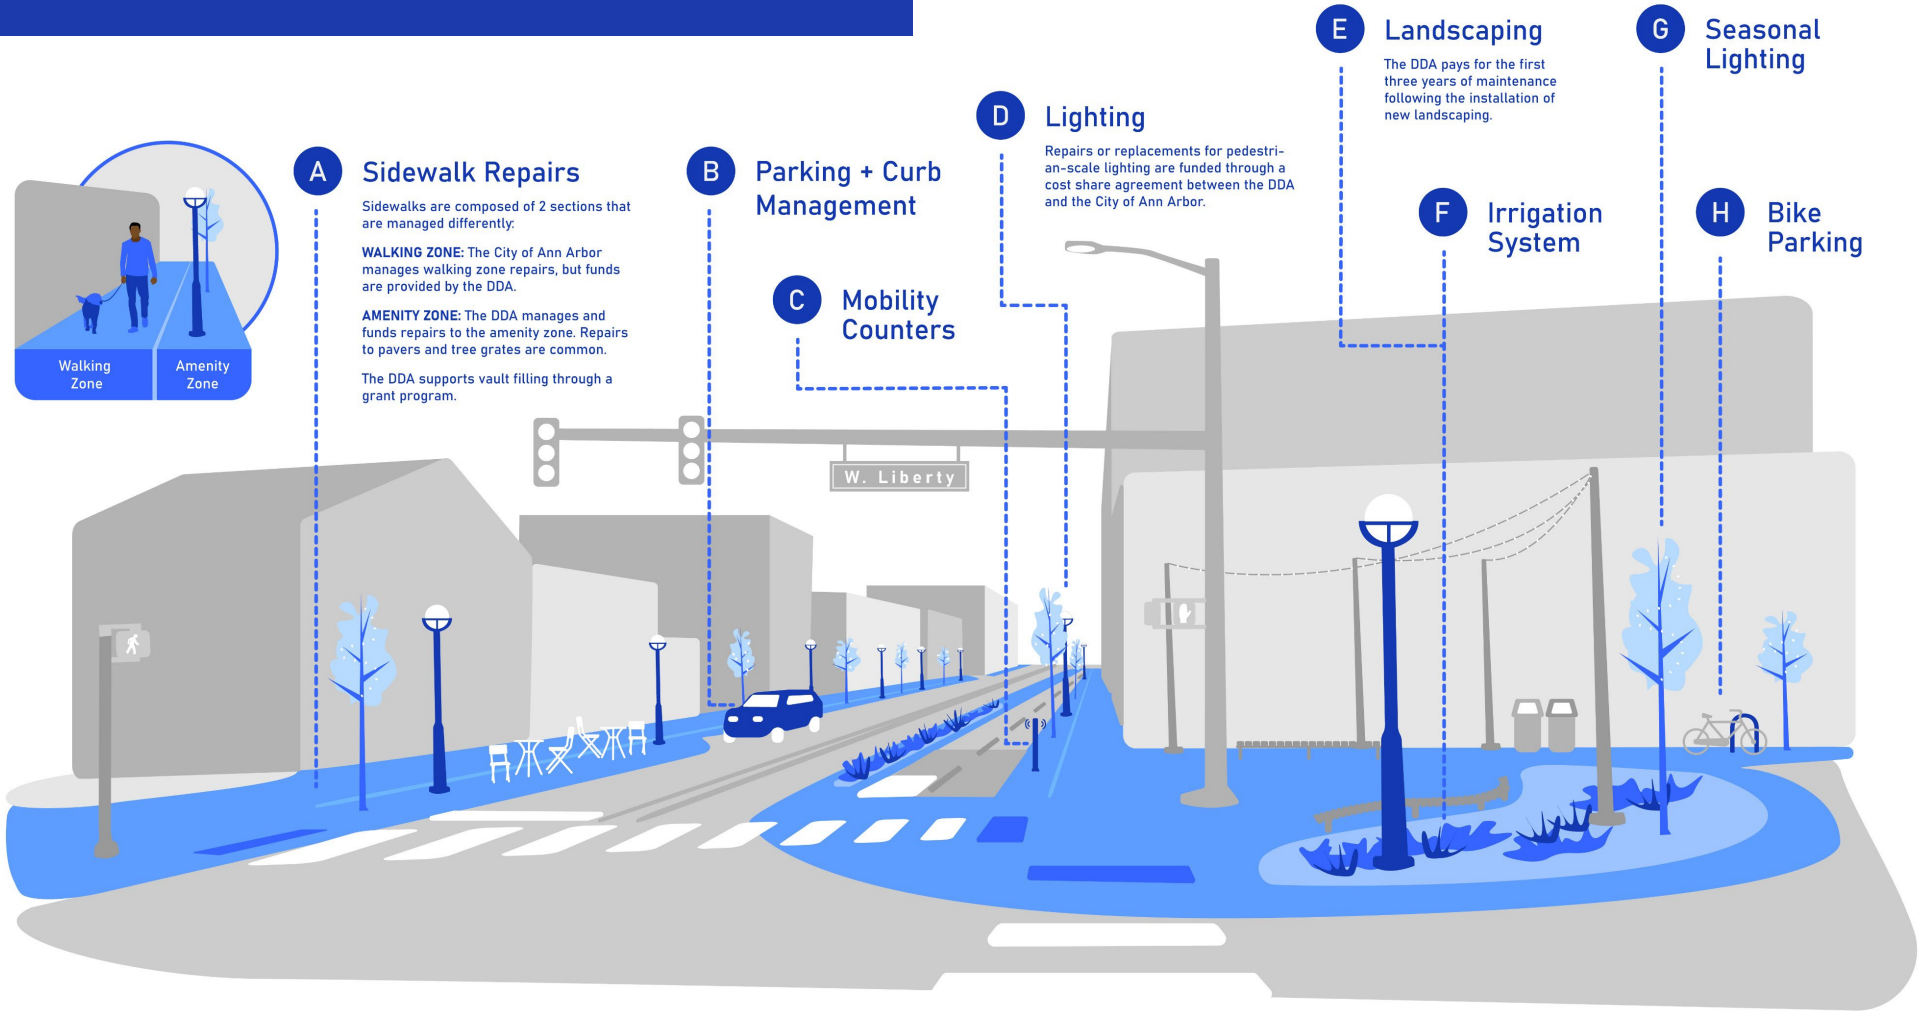 Walking
Zone
Amenity
Zone
A
Sidewalk Repairs
Sidewalks are composed of 2 sections that
are managed differently:
WALKING ZONE: The City of Ann Arbor
manages walking zone repairs, but funds
are provided by the DDA.
AMENITY ZONE: The DDA manages and
funds repairs to the amenity zone. Repairs
to pavers and tree grates are common.
The DDA supports vault filling through a
grant program.
B
Parking + Curb
Management
C
Mobility
Counters
D
Lighting
Repairs or replacements for pedestri-
an-scale lighting are funded through a
cost share agreement between the DDA
and the City of Ann Arbor.
E
Landscaping
The DDA pays for the first
three years of maintenance
following the installation of
new landscaping.
F
Irrigation
System
G
Seasonal
Lighting
H
Bike
Parking
W. Liberty